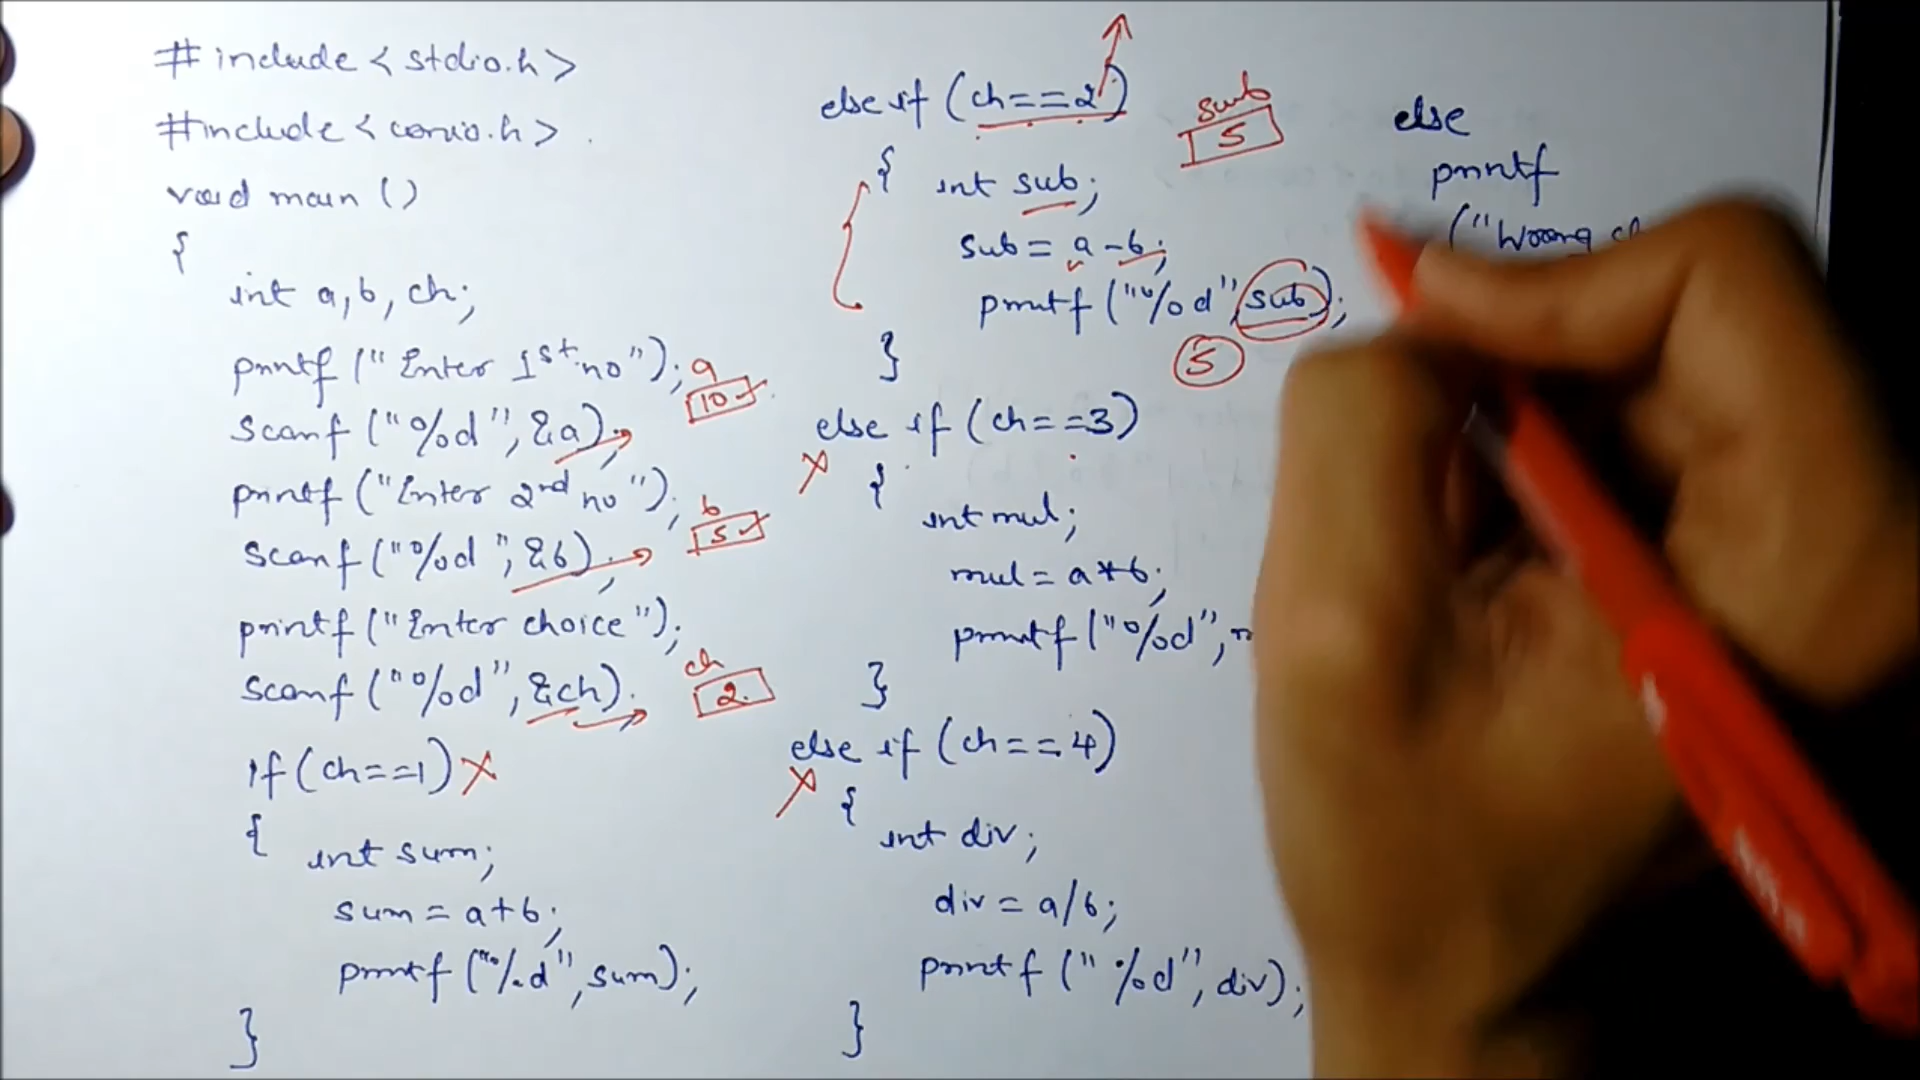 #include <stdio.h>
#include <conio.h>
void main ()
{
int a, b, ch;
printf (" Enter 1st no ");
a
10
scanf ("%d", &a);
printf ("Enter 2nd no ");
b
5
scanf ("%d ", &b);
printf ("Enter choice ");
ch
2.
scanf ("%d", &ch).
if (ch==1) X
{
int sum;
sum = a+b;
printf ("%d", sum);
}
else if (ch==2)
sub
5
{ int sub;
sub = a-b;
printf ("%d", sub);
5
}
else if (ch==3)
X
{
int mul;
mul = a*b;
printf ("%d",
}
else if (ch==4)
X
{
int div;
div = a/b;
printf (" %d", div);
}
else
printf
("Wrong